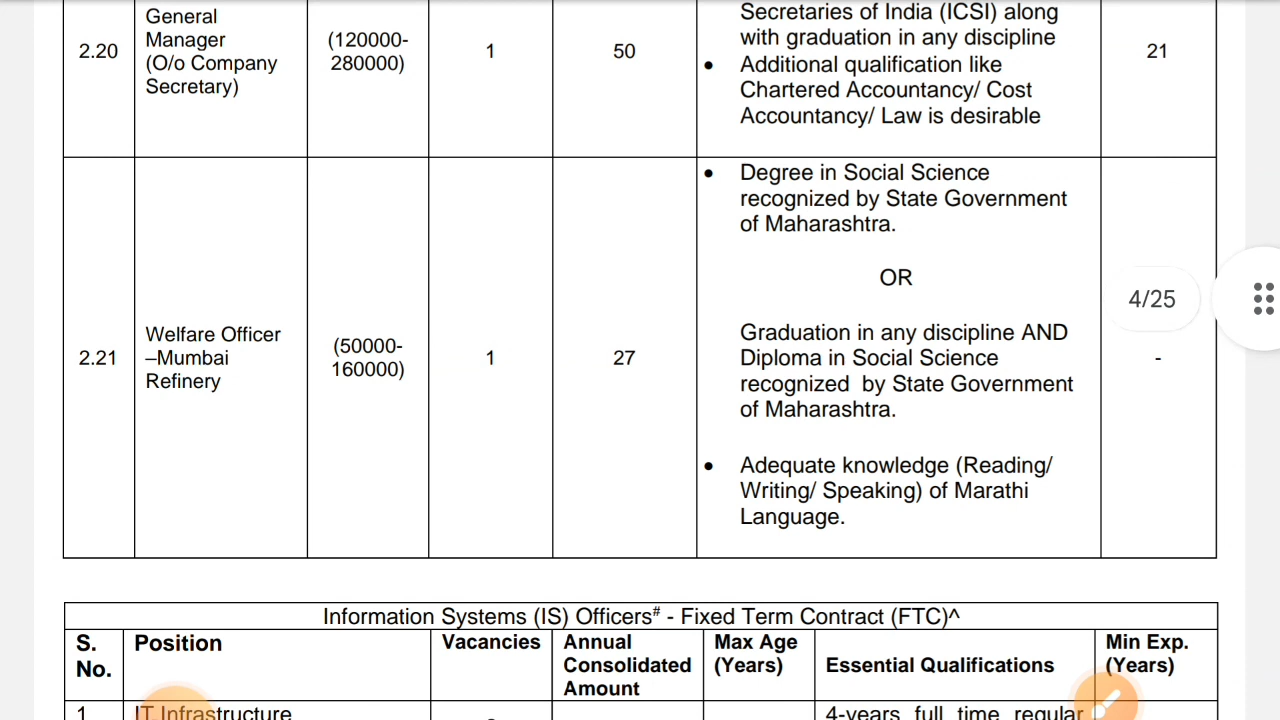 General
Manager
(O/o Company
Secretary)
2.20
(120000-
280000)
1
50
Secretaries of India (ICSI) along
with graduation in any discipline
• Additional qualification like
Chartered Accountancy/ Cost
Accountancy/ Law is desirable
21
2.21
Welfare Officer
–Mumbai
Refinery
(50000-
160000)
1
27
• Degree in Social Science
recognized by State Government
of Maharashtra.
OR
Graduation in any discipline AND
Diploma in Social Science
recognized by State Government
of Maharashtra.
• Adequate knowledge (Reading/
Writing/ Speaking) of Marathi
Language.
-
4/25
Information Systems (IS) Officers# - Fixed Term Contract (FTC)^
S.
No.
Position
Vacancies
Annual
Consolidated
Amount
Max Age
(Years)
Essential Qualifications
Min Exp.
(Years)
1
IT Infrastructure
4-years full time regular